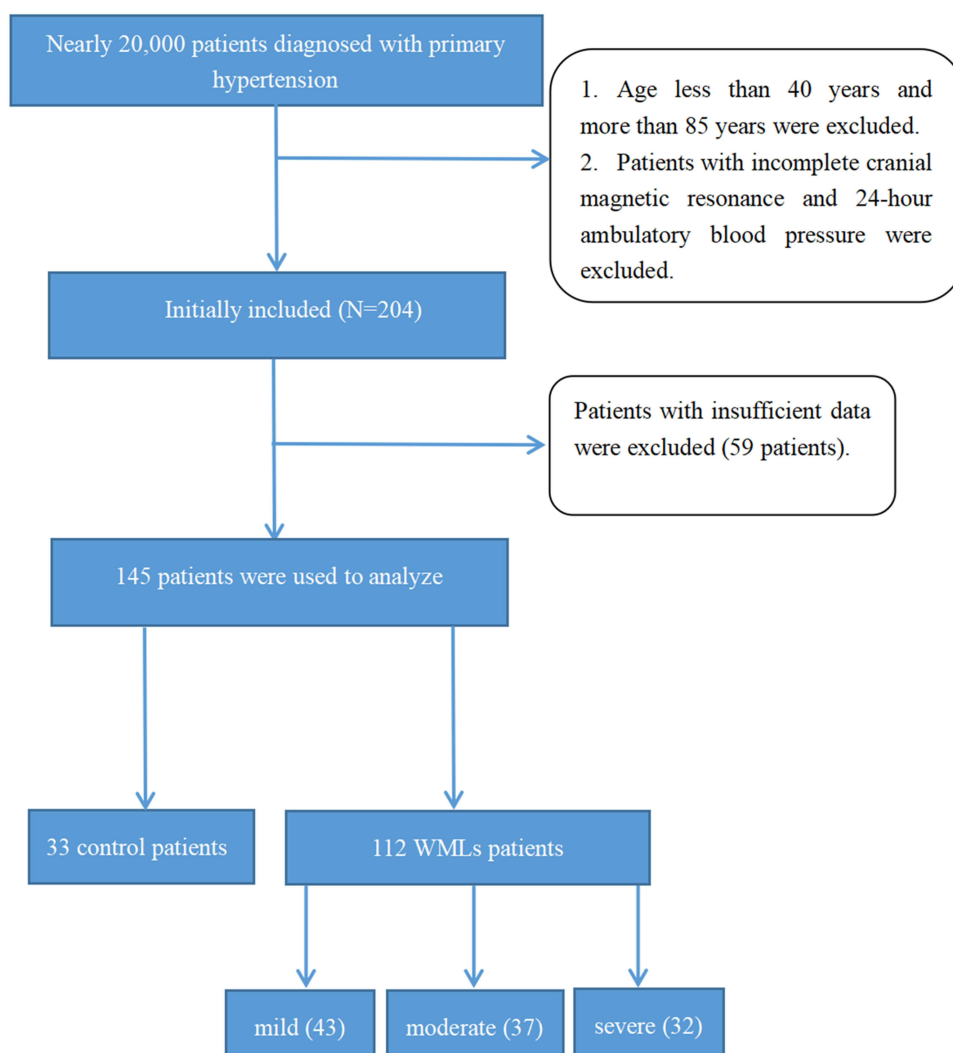 Nearly 20,000 patients diagnosed with primary
hypertension
1. Age less than 40 years and
more than 85 years were excluded.
2. Patients with incomplete cranial
magnetic resonance and 24-hour
ambulatory blood pressure were
excluded.
Initially included (N=204)
Patients with insufficient data
were excluded (59 patients).
145 patients were used to analyze
33 control patients
112 WMLs patients
mild (43)
moderate (37)
severe (32)